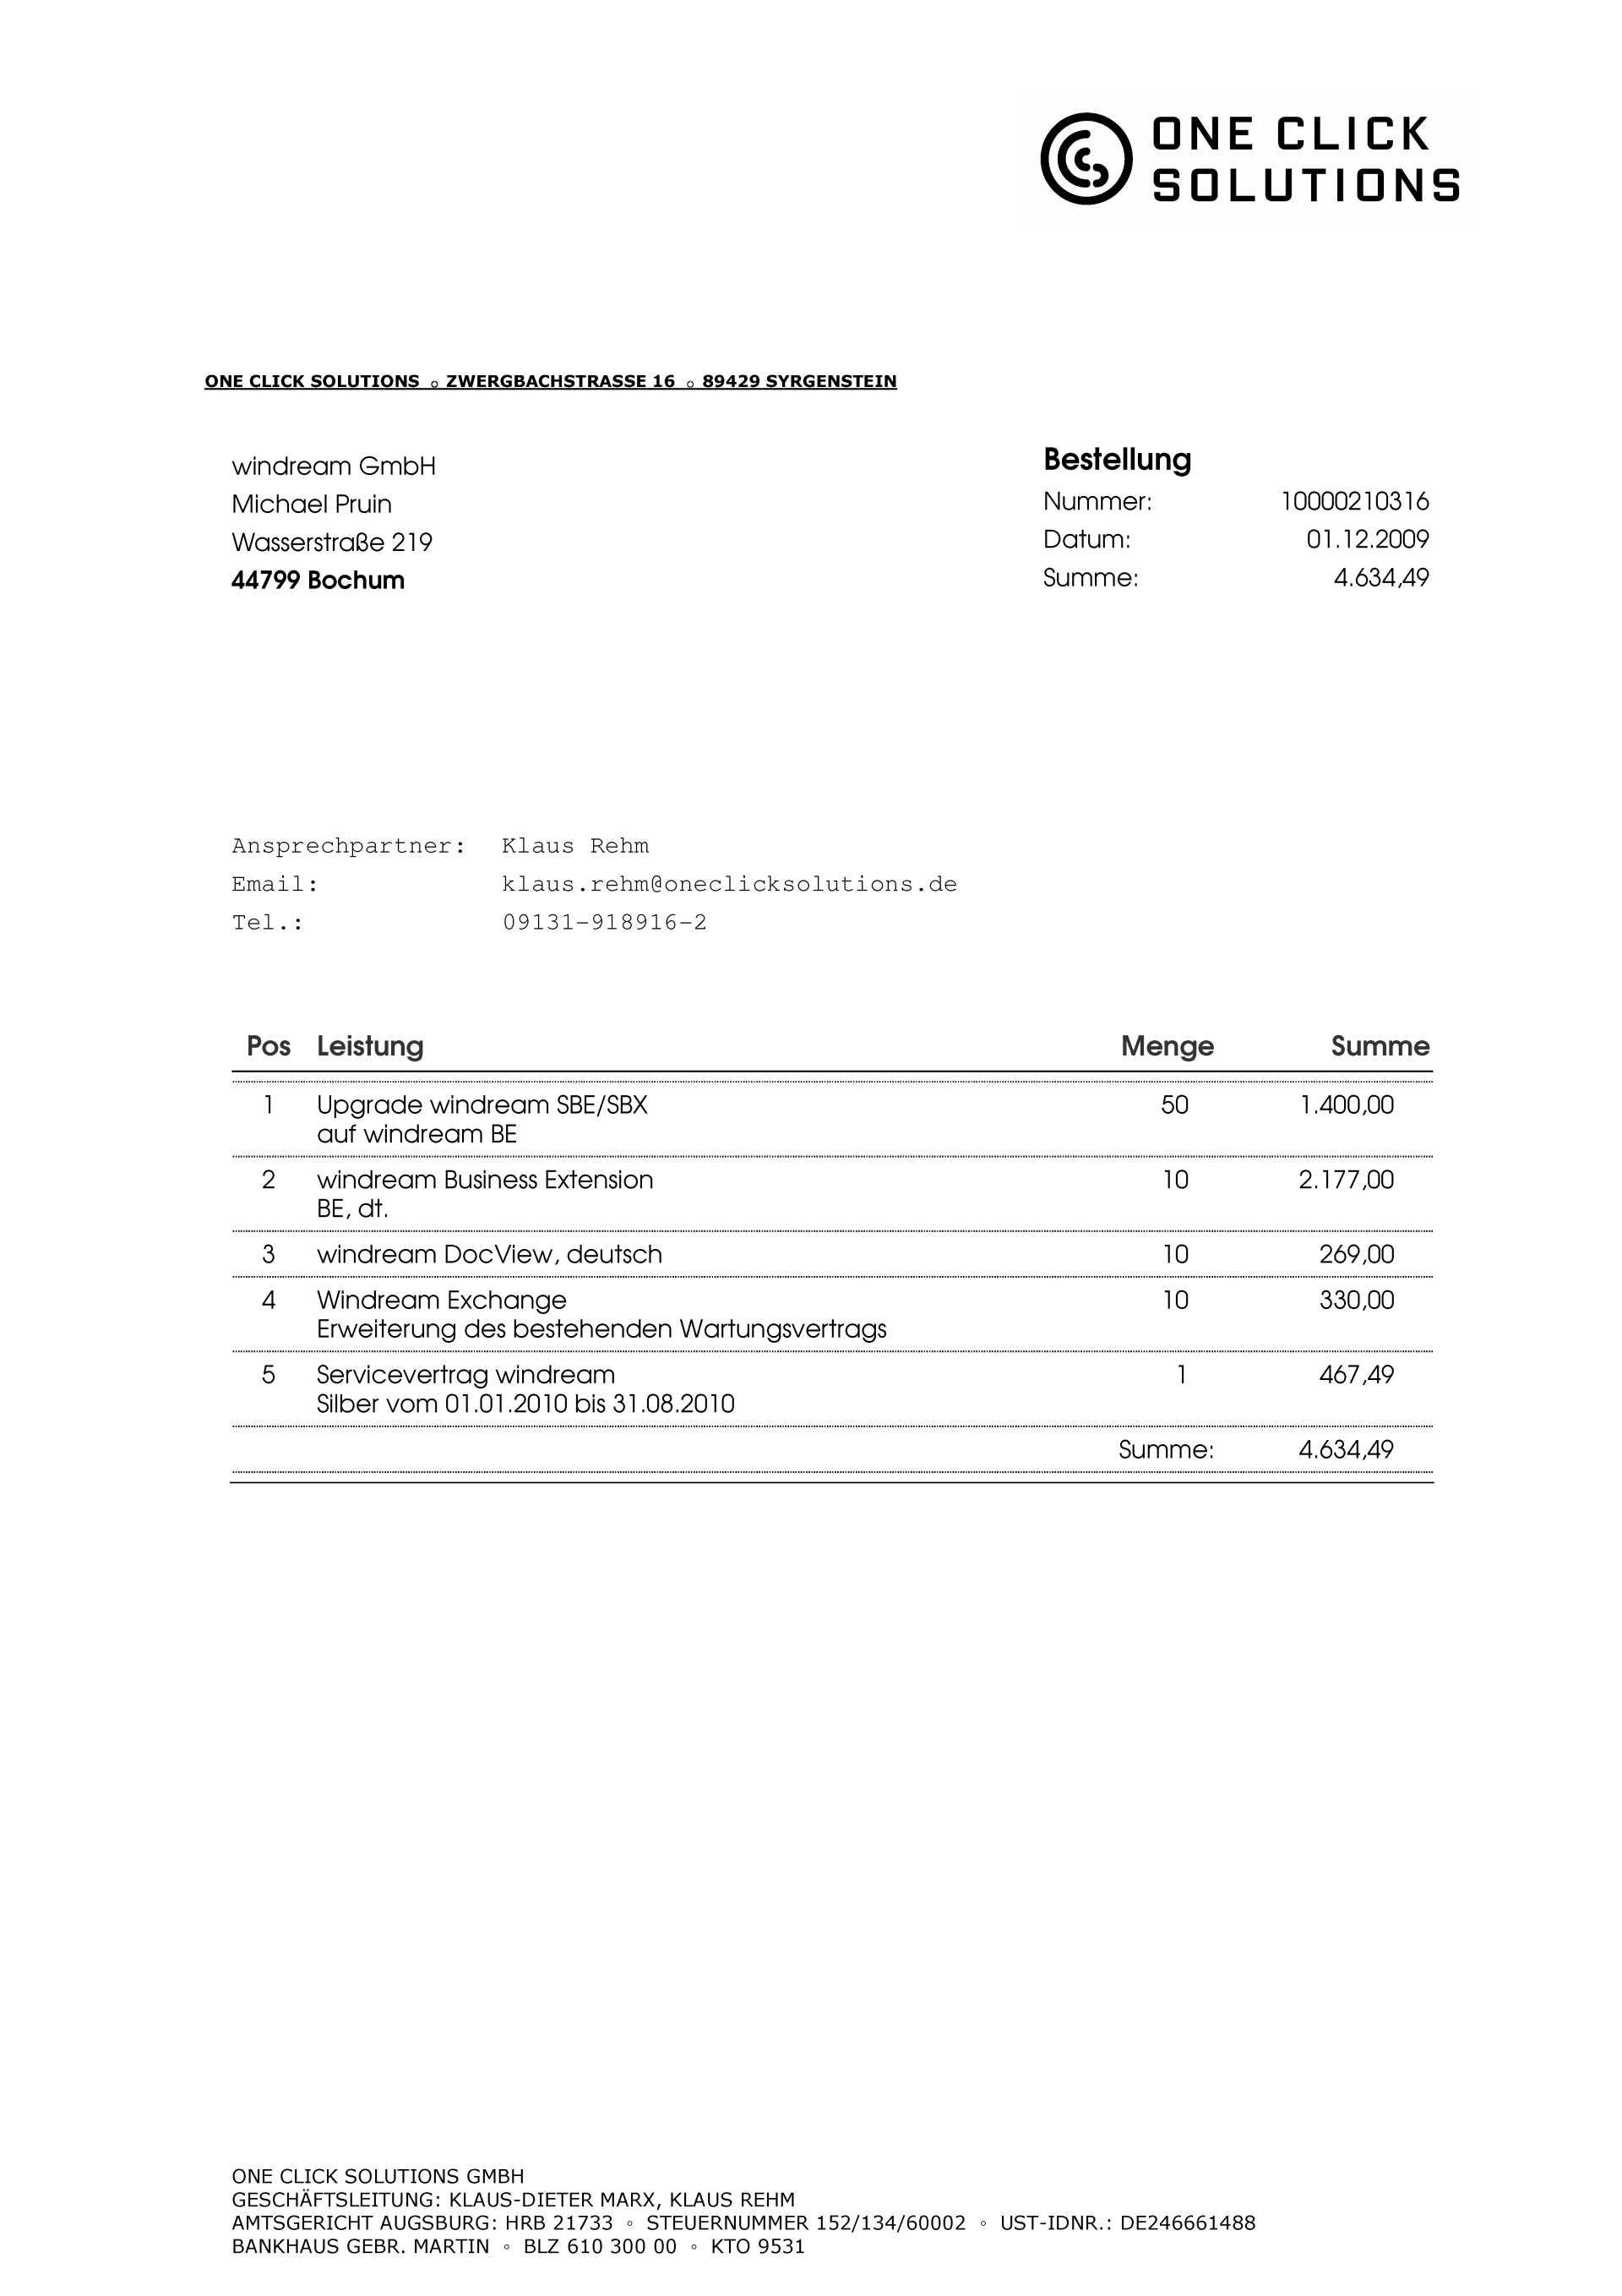 ONE CLICK
SOLUTIONS
ONE CLICK SOLUTIONS ○ ZWERGBACHSTRASSE 16 ○ 89429 SYRGENSTEIN
windream GmbH
Michael Pruin
Wasserstraße 219
44799 Bochum
Bestellung
Nummer: 10000210316
Datum: 01.12.2009
Summe: 4.634,49
Ansprechpartner: Klaus Rehm
Email: klaus.rehm@oneclicksolutions.de
Tel.: 09131-918916-2
Pos Leistung Menge Summe
1 Upgrade windream SBE/SBX 50 1.400,00
auf windream BE
2 windream Business Extension 10 2.177,00
BE, dt.
3 windream DocView, deutsch 10 269,00
4 Windream Exchange 10 330,00
Erweiterung des bestehenden Wartungsvertrags
5 Servicevertrag windream 1 467,49
Silber vom 01.01.2010 bis 31.08.2010
Summe: 4.634,49
ONE CLICK SOLUTIONS GMBH
GESCHÄFTSLEITUNG: KLAUS-DIETER MARX, KLAUS REHM
AMTSGERICHT AUGSBURG: HRB 21733 ◦ STEUERNUMMER 152/134/60002 ◦ UST-IDNR.: DE246661488
BANKHAUS GEBR. MARTIN ◦ BLZ 610 300 00 ◦ KTO 9531